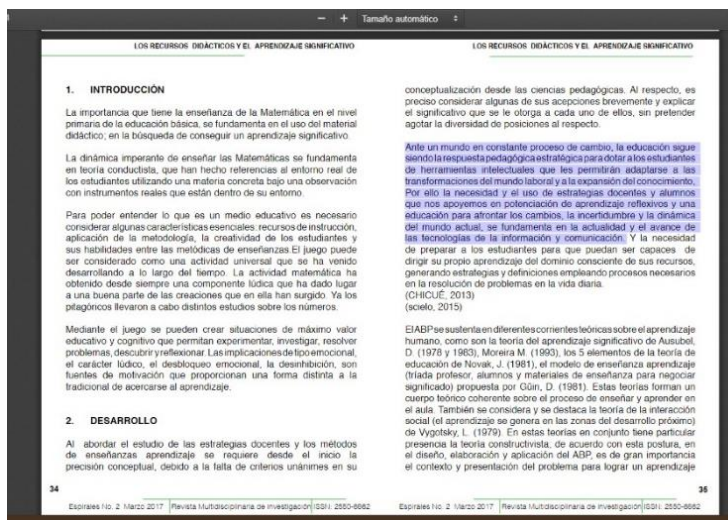 Tamaño automático
LOS RECURSOS DIDÁCTICOS Y EL APRENDIZAJE SIGNIFICATIVO
1. INTRODUCCIÓN
La importancia que tiene la enseñanza de la Matemática en el nivel
primaria de la educación básica, se fundamenta en el uso del material
didáctico; en la búsqueda de conseguir un aprendizaje significativo.
La dinámica imperante de enseñar las Matemáticas se fundamenta
en teoría conductista, que han hecho referencias al entorno real de
los estudiantes utilizando una materia concreta bajo una observación
con instrumentos reales que están dentro de su entorno.
Para poder entender lo que es un medio educativo es necesario
considerar algunas características esenciales: recursos de instrucción,
aplicación de la metodología, la creatividad de los estudiantes y
sus habilidades entre las metódicas de enseñanzas.El juego puede
ser considerado como una actividad universal que se ha venido
desarrollando a lo largo del tiempo. La actividad matemática ha
obtenido desde siempre una componente lúdica que ha dado lugar
a una buena parte de las creaciones que en ella han surgido. Ya los
pitagóricos llevaron a cabo distintos estudios sobre los números.
Mediante el juego se pueden crear situaciones de máximo valor
educativo y cognitivo que permitan experimentar, investigar, resolver
problemas, descubrir y reflexionar. Las implicaciones de tipo emocional,
el carácter lúdico, el desbloqueo emocional, la desinhibición, son
fuentes de motivación que proporcionan una forma distinta a la
tradicional de acercarse al aprendizaje.
2. DESARROLLO
Al abordar el estudio de las estrategias docentes y los métodos
de enseñanzas aprendizaje se requiere desde el inicio la
precisión conceptual, debido a la falta de criterios unánimes en su
34
Espirales No. 2 Marzo 2017 Revista Multidisciplinaria de investigación ISSN: 2550-6862
LOS RECURSOS DIDÁCTICOS Y EL APRENDIZAJE SIGNIFICATIVO
conceptualización desde las ciencias pedagógicas. Al respecto, es
preciso considerar algunas de sus acepciones brevemente y explicar
el significativo que se le otorga a cada uno de ellos, sin pretender
agotar la diversidad de posiciones al respecto.
Ante un mundo en constante proceso de cambio, la educación sigue
siendo la respuesta pedagógica estratégica para dotar a los estudiantes
de herramientas intelectuales que les permitirán adaptarse a las
transformaciones del mundo laboral y a la expansión del conocimiento.
Por ello la necesidad y el uso de estrategias docentes y alumnos
que nos apoyemos en potenciación de aprendizaje reflexivos y una
educación para afrontar los cambios, la incertidumbre y la dinámica
del mundo actual, se fundamenta en la actualidad y el avance de
las tecnologías de la información y comunicación. Y la necesidad
de preparar a los estudiantes para que puedan ser capaces de
dirigir su propio aprendizaje del dominio consciente de sus recursos,
generando estrategias y definiciones empleando procesos necesarios
en la resolución de problemas en la vida diaria.
(CHICUÉ, 2013)
(scielo, 2015)
El ABP se sustenta en diferentes corrientes teóricas sobre el aprendizaje
humano, como son la teoría del aprendizaje significativo de Ausubel,
D. (1978 y 1983), Moreira M. (1993), los 5 elementos de la teoría de
educación de Novak, J. (1981), el modelo de enseñanza aprendizaje
(triada profesor, alumnos y materiales de enseñanza para negociar
significado) propuesta por Gûin, D. (1981). Estas teorías forman un
cuerpo teórico coherente sobre el proceso de enseñar y aprender en
el aula. También se considera y se destaca la teoría de la interacción
social (el aprendizaje se genera en las zonas del desarrollo próximo)
de Vygotsky, L. (1979). En estas teorías en conjunto tiene particular
presencia la teoría constructivista, de acuerdo con esta postura, en
el diseño, elaboración y aplicación del ABP, es de gran importancia
el contexto y presentación del problema para lograr un aprendizaje
35
Espirales No. 2 Marzo 2017 Revista Multidisciplinaria de investigación ISSN: 2550-6862